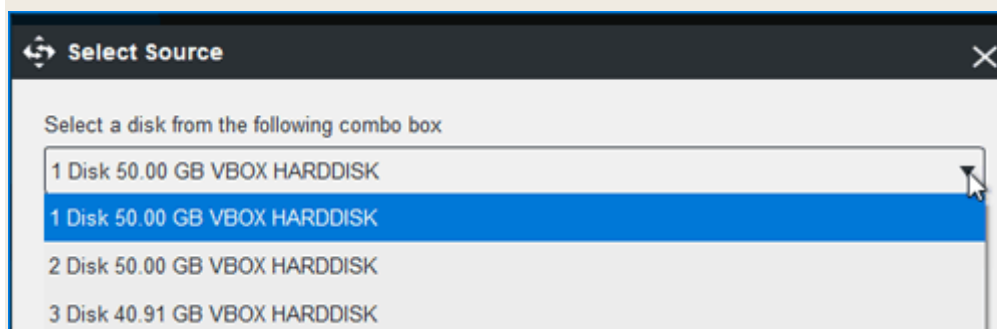 Select Source
Select a disk from the following combo box
1 Disk 50.00 GB VBOX HARDDISK
1 Disk 50.00 GB VBOX HARDDISK
2 Disk 50.00 GB VBOX HARDDISK
3 Disk 40.91 GB VBOX HARDDISK